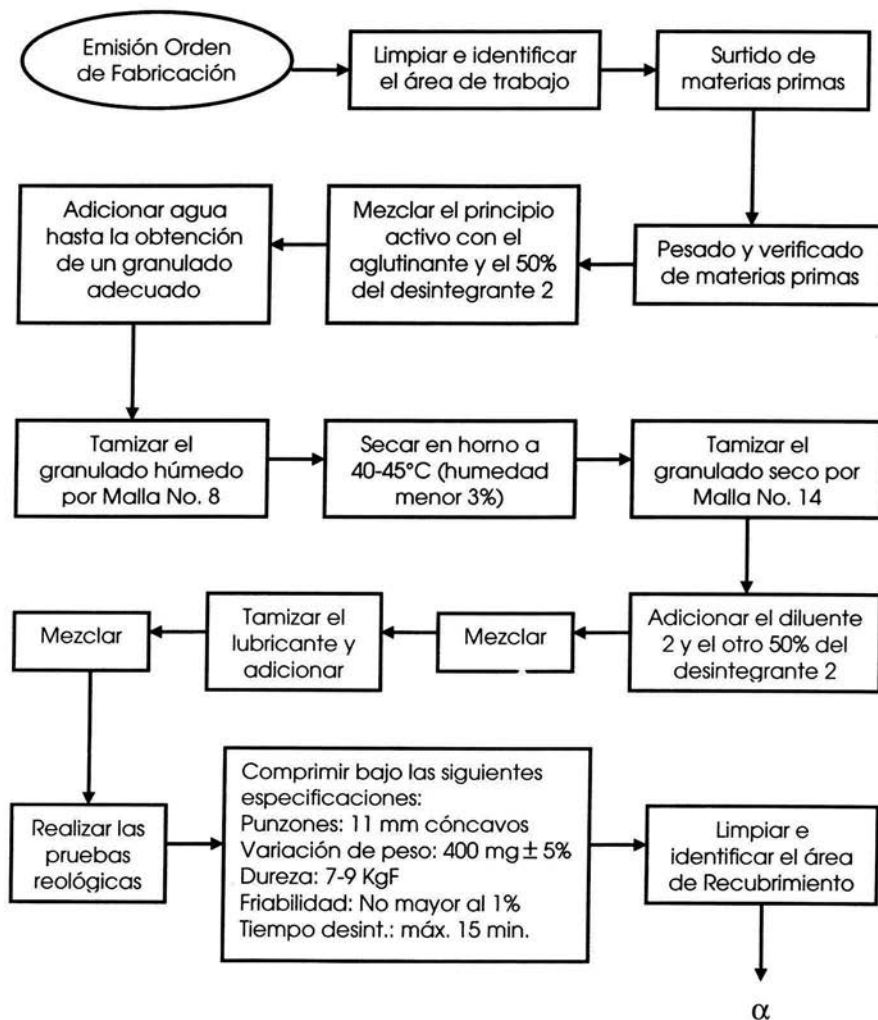 Emisión Orden
de Fabricación
Limpiar e identificar
el área de trabajo
Surtido de
materias primas
Pesado y verificado
de materias primas
Mezclar el principio
activo con el
aglutinante y el 50%
del desintegrante 2
Adicionar agua
hasta la obtención
de un granulado
adecuado
Tamizar el
granulado húmedo
por Malla No. 8
Secar en horno a
40-45°C (humedad
menor 3%)
Tamizar el
granulado seco por
Malla No. 14
Adicionar el diluente
2 y el otro 50% del
desintegrante 2
Mezclar
Tamizar el
lubricante y
adicionar
Mezclar
Realizar las
pruebas
reológicas
Comprimir bajo las siguientes
especificaciones:
Punzones: 11 mm cóncavos
Variación de peso: 400 mg ± 5%
Dureza: 7-9 KgF
Friabilidad: No mayor al 1%
Tiempo desint.: máx. 15 min.
Limpiar e
identificar el área
de Recubrimiento
α